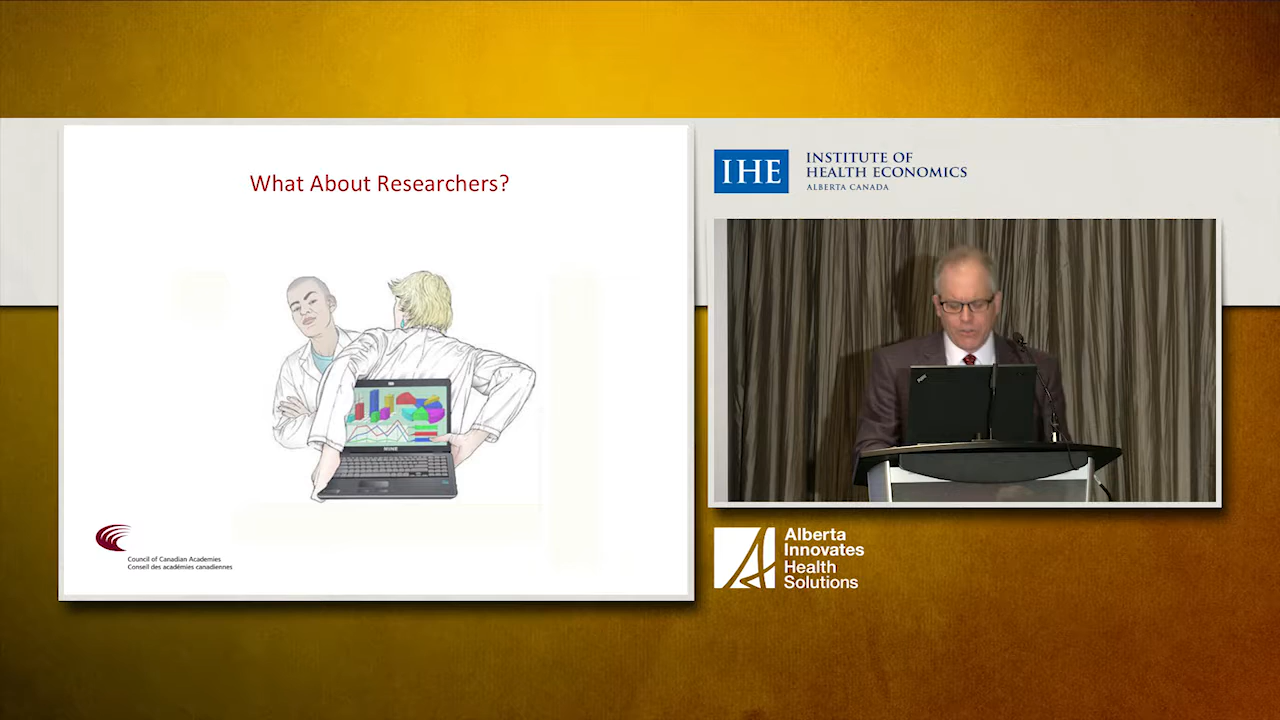 What About Researchers?
MINE
Council of Canadian Academies
Conseil des académies canadiennes
IHE
INSTITUTE OF
HEALTH ECONOMICS
ALBERTA CANADA
Alberta
Innovates
Health
Solutions